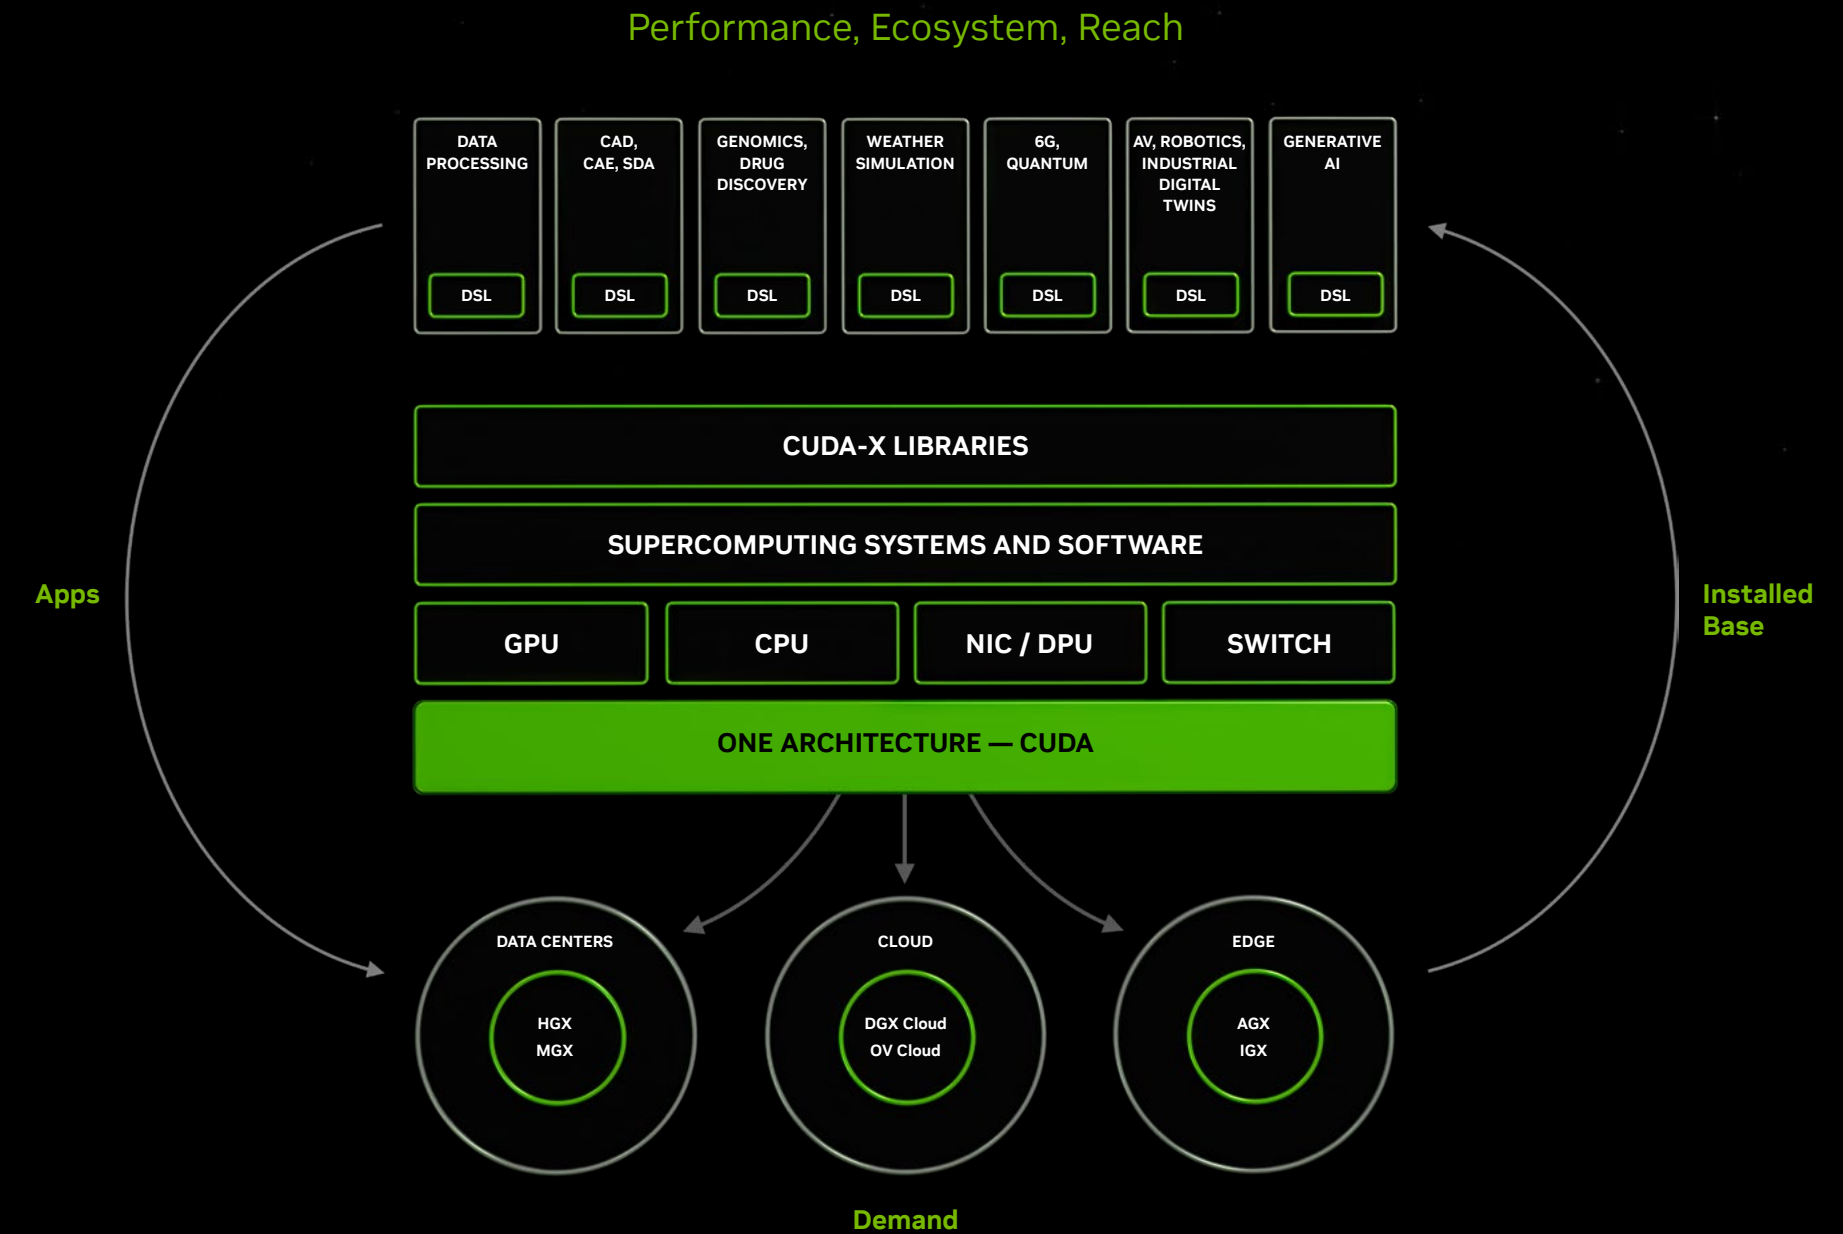 Performance, Ecosystem, Reach
DATA
PROCESSING
DSL
CAD,
CAE, SDA
DSL
GENOMICS,
DRUG
DISCOVERY
DSL
WEATHER
SIMULATION
DSL
6G,
QUANTUM
DSL
AV, ROBOTICS,
INDUSTRIAL
DIGITAL
TWINS
DSL
GENERATIVE
AI
DSL
CUDA-X LIBRARIES
SUPERCOMPUTING SYSTEMS AND SOFTWARE
Apps
Installed
Base
GPU
CPU
NIC / DPU
SWITCH
ONE ARCHITECTURE — CUDA
DATA CENTERS
HGX
MGX
CLOUD
DGX Cloud
OV Cloud
EDGE
AGX
IGX
Demand